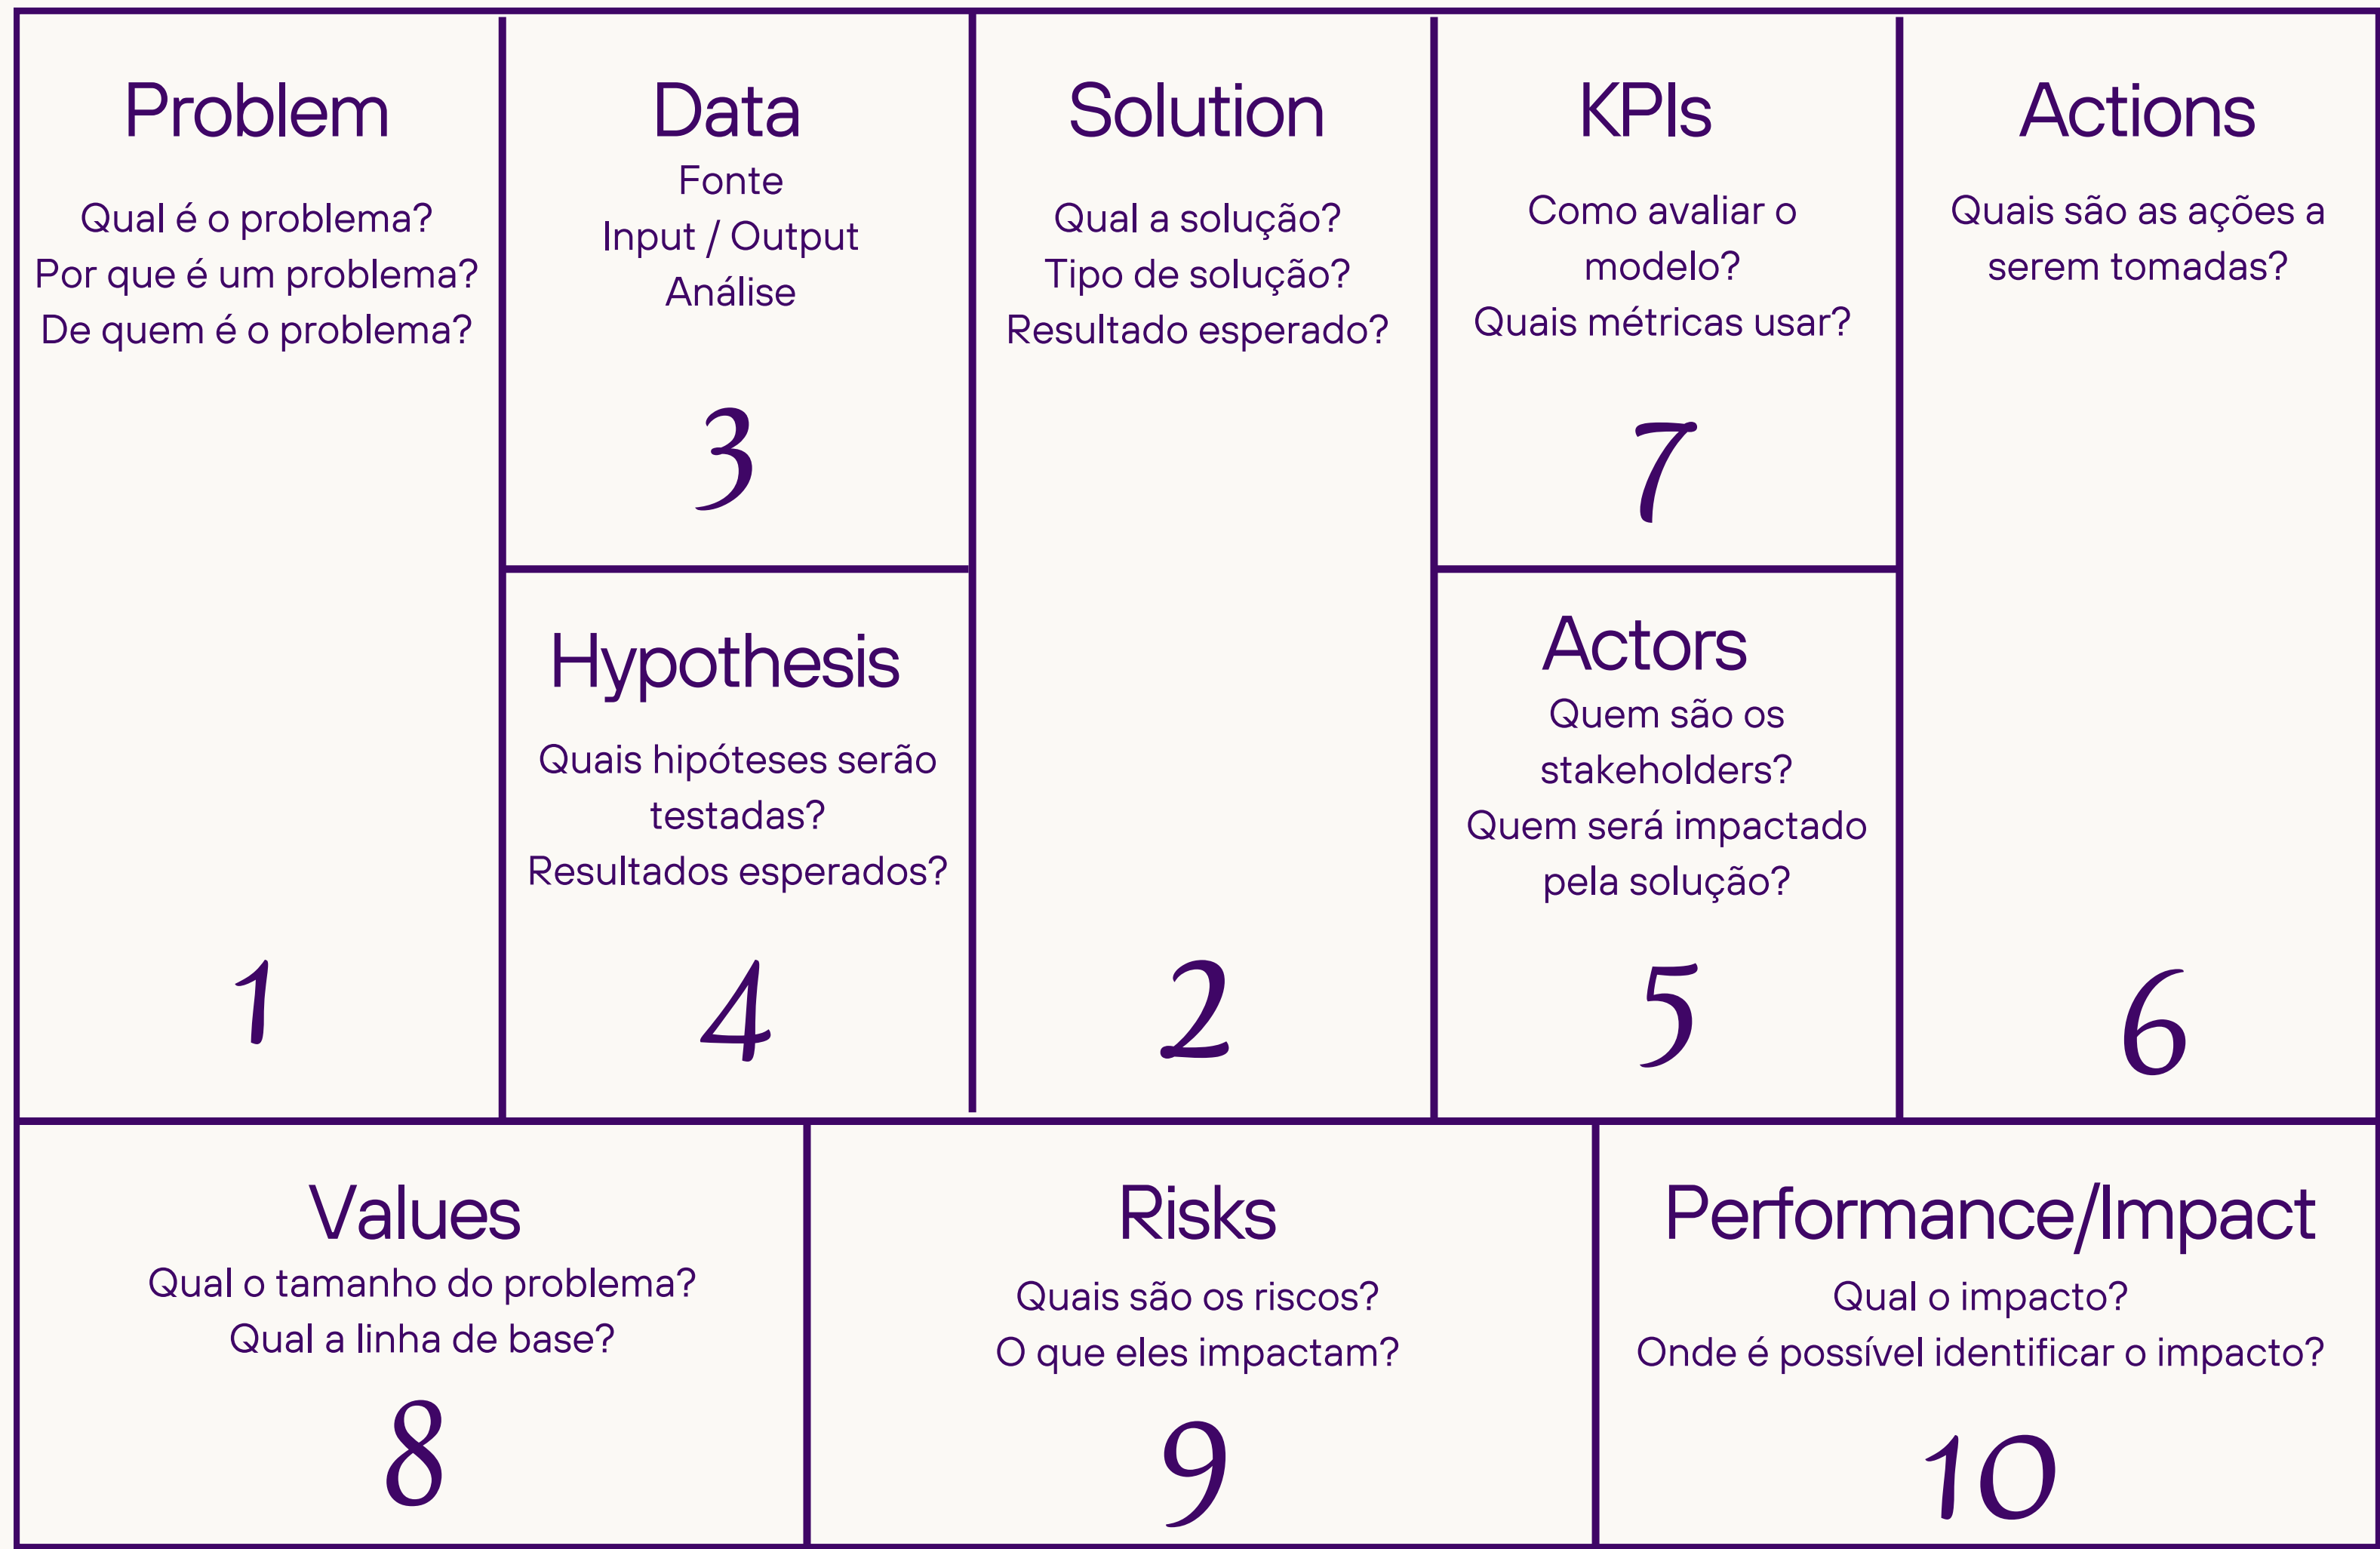 Problem
Qual é o problema?
Por que é um problema?
De quem é o problema?
1
Data
Fonte
Input / Output
Análise
3
Hypothesis
Quais hipóteses serão
testadas?
Resultados esperados?
4
Solution
Qual a solução?
Tipo de solução?
Resultado esperado?
2
KPIs
Como avaliar o
modelo?
Quais métricas usar?
7
Actors
Quem são os
stakeholders?
Quem será impactado
pela solução?
5
Actions
Quais são as ações a
serem tomadas?
6
Values
Qual o tamanho do problema?
Qual a linha de base?
8
Risks
Quais são os riscos?
O que eles impactam?
9
Performance/Impact
Qual o impacto?
Onde é possível identificar o impacto?
10